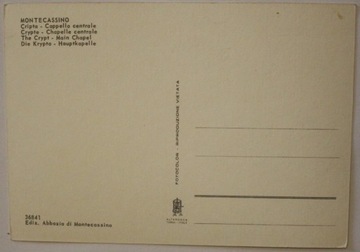 MONTECASSINO
Cripta - Cappella centrale
Crypte - Chapelle centrale
The Crypt - Main Chapel
Die Krypta - Hauptkapelle
FOTOCOLOR - RIPRODUZIONE VIETATA
36841
Ediz. Abbazia di Montecassino